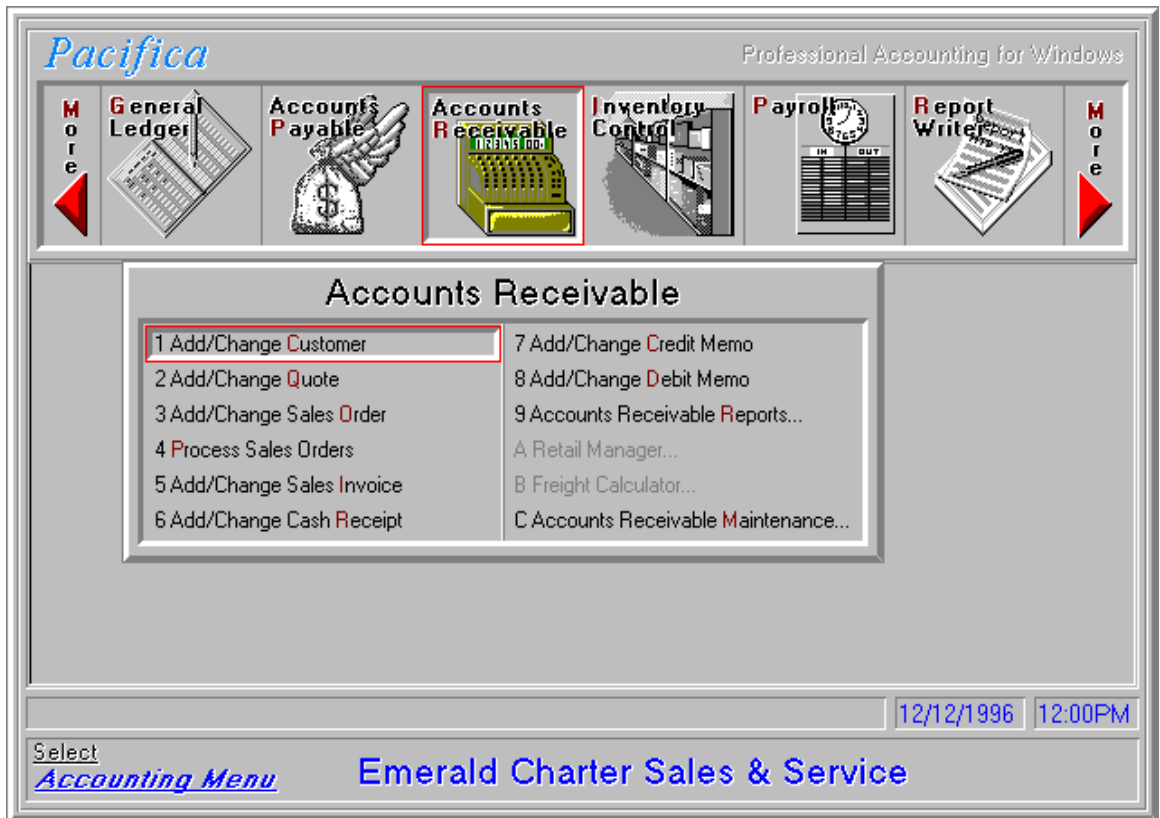 Pacifica
Professional Accounting for Windows
More
General
Ledger
Accounts
Payable
Accounts
Receivable
Inventory
Control
Payroll
Report
Writer
More
$
IN OUT
Report
Accounts Receivable
1 Add/Change Customer
2 Add/Change Quote
3 Add/Change Sales Order
4 Process Sales Orders
5 Add/Change Sales Invoice
6 Add/Change Cash Receipt
7 Add/Change Credit Memo
8 Add/Change Debit Memo
9 Accounts Receivable Reports...
A Retail Manager...
B Freight Calculator...
C Accounts Receivable Maintenance...
12/12/1996 12:00PM
Select
Accounting Menu
Emerald Charter Sales & Service